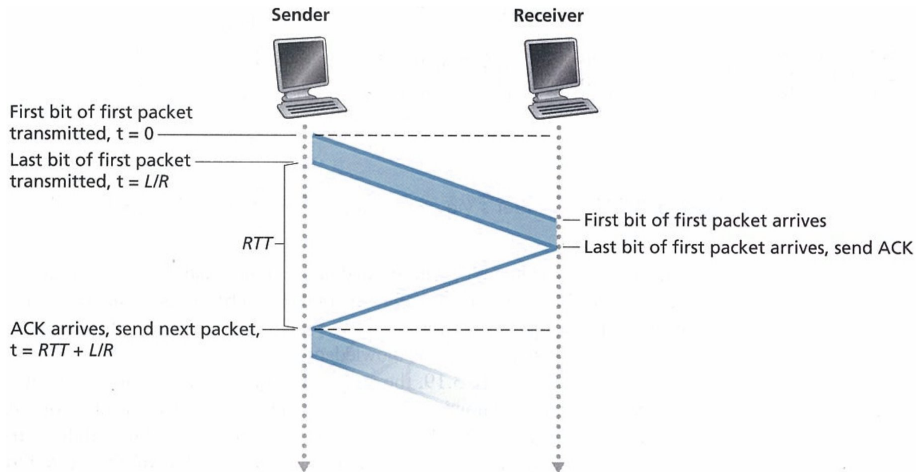 Sender
Receiver
First bit of first packet
transmitted, t = 0
Last bit of first packet
transmitted, t = L/R
First bit of first packet arrives
RTT
Last bit of first packet arrives, send ACK
ACK arrives, send next packet,
t = RTT + L/R